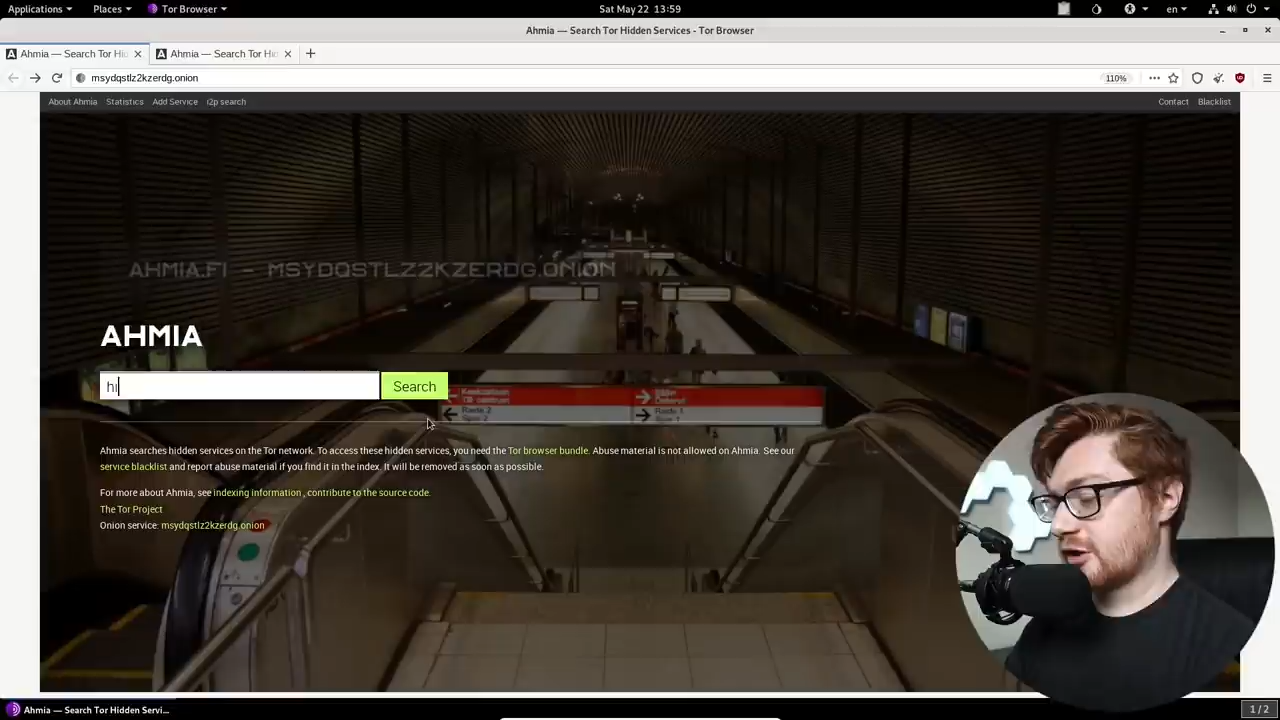 Applications
Places
Tor Browser
Sat May 22 13:59
en
Ahmia — Search Tor Hidden Services - Tor Browser
Ahmia — Search Tor Hi
Ahmia — Search Tor Hi
msydqstlz2kzerdg.onion
110%
About Ahmia
Statistics
Add Service
i2p search
Contact
Blacklist
AHMIA.FI - MSYDQSTLZ2KZERDG.ONION
AHMIA
hi
Search
Raide 2
Raide 1
Ahmia searches hidden services on the Tor network. To access these hidden services, you need the Tor browser bundle. Abuse material is not allowed on Ahmia. See our
service blacklist and report abuse material if you find it in the index. It will be removed as soon as possible.
For more about Ahmia, see indexing information , contribute to the source code.
The Tor Project
Onion service: msydqstlz2kzerdg.onion
Ahmia — Search Tor Hidden Servi...
1 / 2